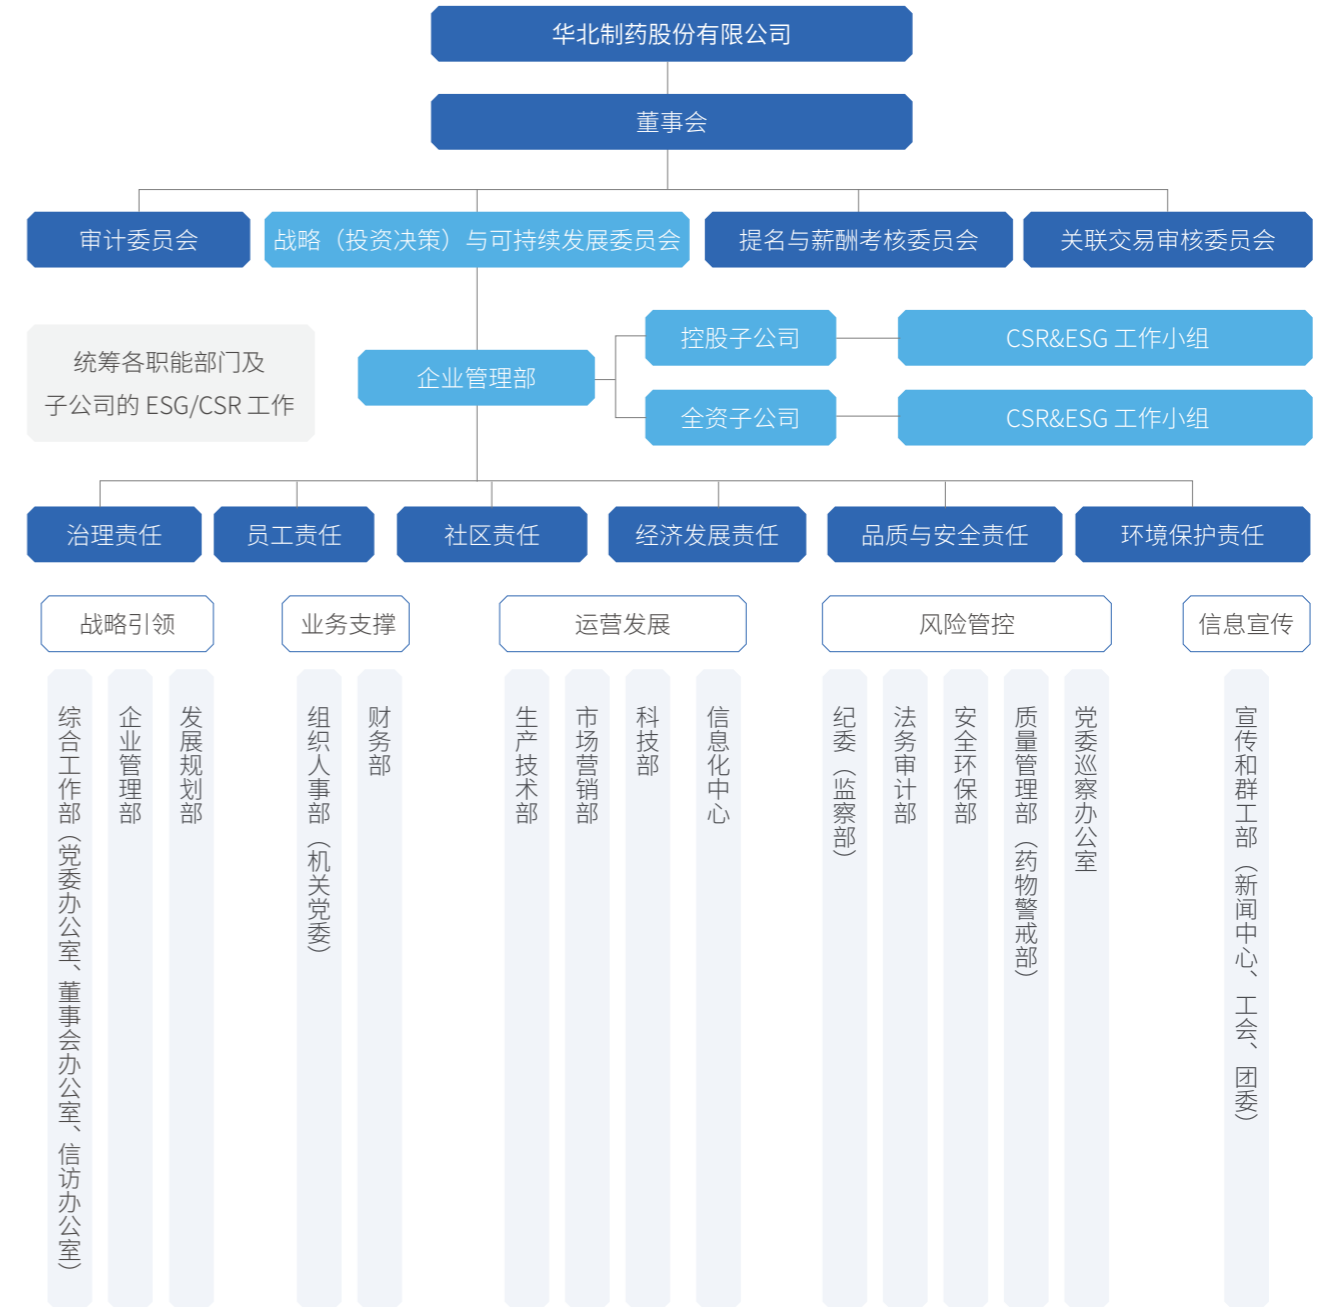 华北制药股份有限公司
董事会
审计委员会
战略（投资决策）与可持续发展委员会
提名与薪酬考核委员会
关联交易审核委员会
统筹各职能部门及
子公司的 ESG/CSR 工作
企业管理部
控股子公司
CSR&ESG 工作小组
全资子公司
CSR&ESG 工作小组
治理责任
员工责任
社区责任
经济发展责任
品质与安全责任
环境保护责任
战略引领
业务支撑
运营发展
风险管控
信息宣传
综合工作部（党委办公室、董事会办公室、信访办公室）
企业管理部
发展规划部
组织人事部（机关党委）
财务部
生产技术部
市场营销部
科技部
信息化中心
纪委（监察部）
法务审计部
安全环保部
质量管理部（药物警戒部）
党委巡察办公室
宣传和群工部（新闻中心、工会、团委）